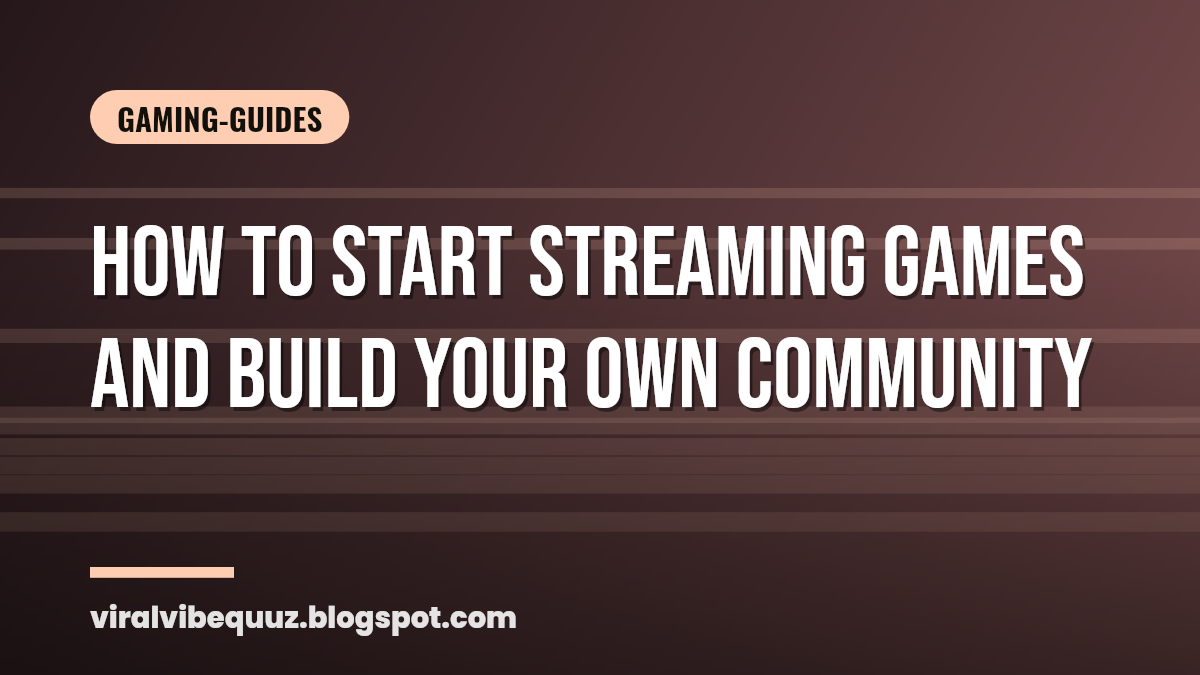 GAMING-GUIDES
HOW TO START STREAMING GAMES
AND BUILD YOUR OWN COMMUNITY
viralvibequuz.blogspot.com